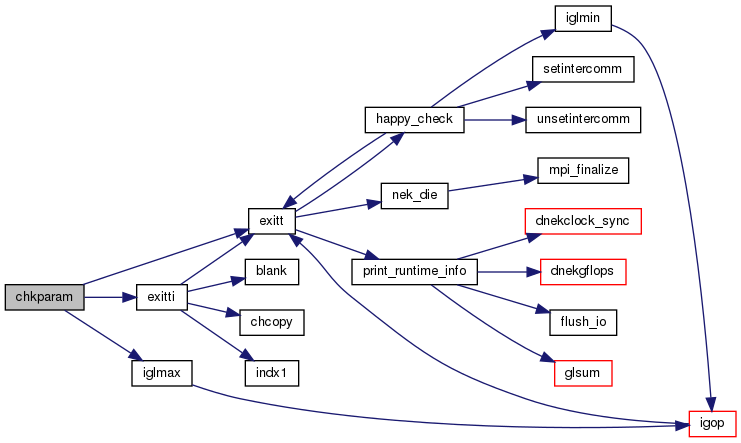 iglmin
setintercomm
happy_check
unsetintercomm
mpi_finalize
nek_die
exitt
dnekclock_sync
blank
print_runtime_info
dnekgflops
chkparam
exitti
chcopy
flush_io
iglmax
indx1
glsum
igop